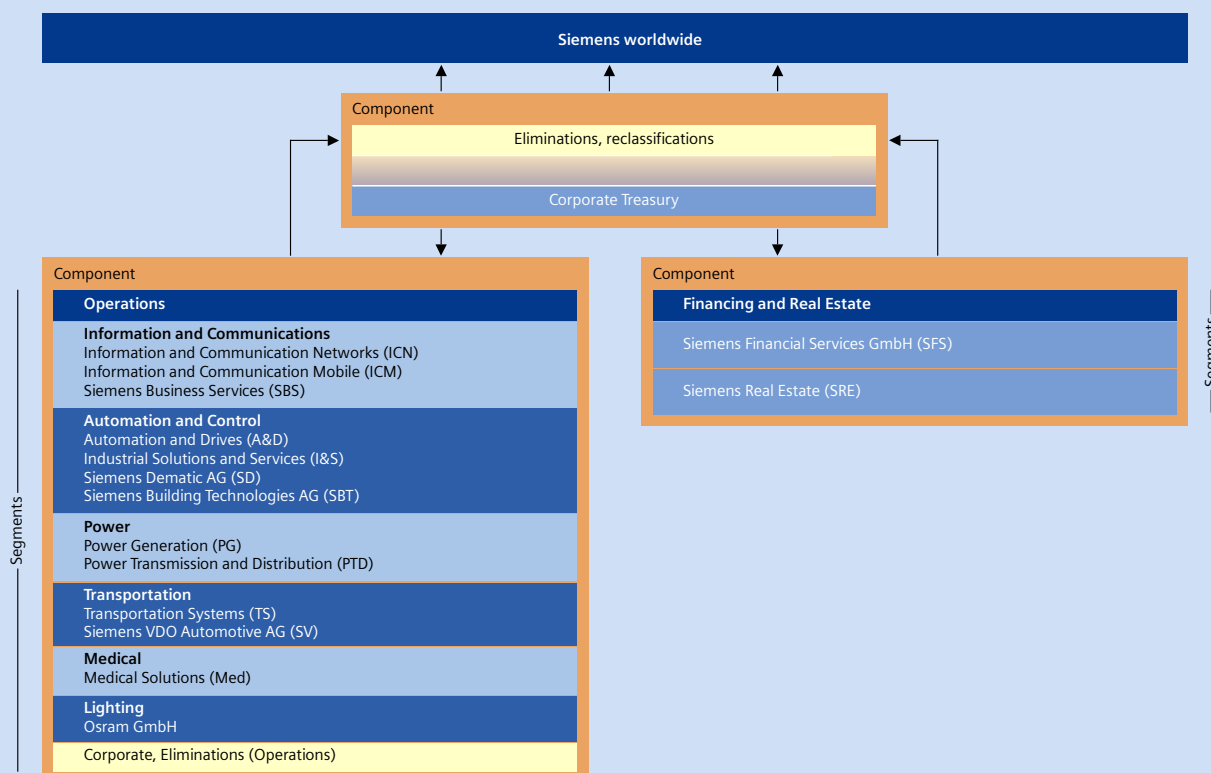 Siemens worldwide
Component
Eliminations, reclassifications
Corporate Treasury
Component
Operations
Information and Communications
Information and Communication Networks (ICN)
Information and Communication Mobile (ICM)
Siemens Business Services (SBS)
Automation and Control
Automation and Drives (A&D)
Industrial Solutions and Services (I&S)
Siemens Dematic AG (SD)
Siemens Building Technologies AG (SBT)
Power
Power Generation (PG)
Power Transmission and Distribution (PTD)
Transportation
Transportation Systems (TS)
Siemens VDO Automotive AG (SV)
Medical
Medical Solutions (Med)
Lighting
Osram GmbH
Corporate, Eliminations (Operations)
Segments
Component
Financing and Real Estate
Siemens Financial Services GmbH (SFS)
Siemens Real Estate (SRE)
Segments